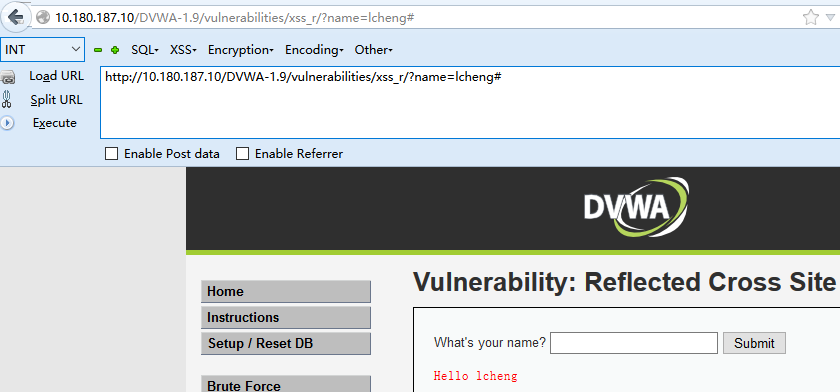 10.180.187.10/DVWA-1.9/vulnerabilities/xss_r/?name=lcheng#
INT SQL XSS Encryption Encoding Other
Load URL http://10.180.187.10/DVWA-1.9/vulnerabilities/xss_r/?name=lcheng#
Split URL
Execute
Enable Post data Enable Referrer
DVWA
Vulnerability: Reflected Cross Site
Home
Instructions
Setup / Reset DB
Brute Force
What's your name? Submit
Hello lcheng